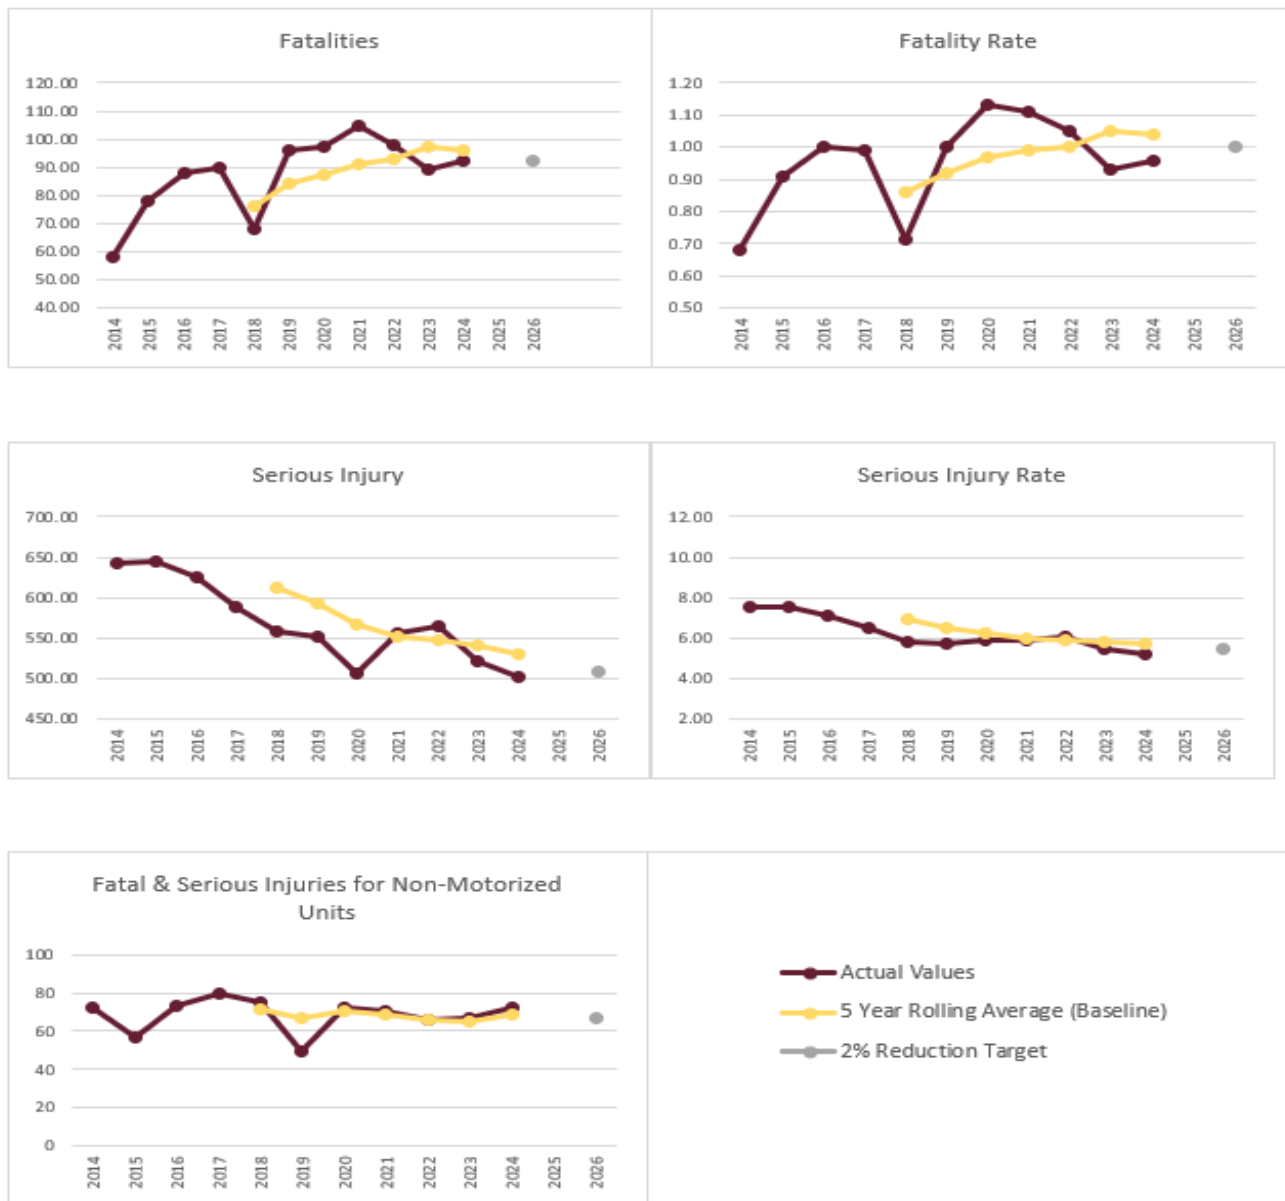 Fatalities
120.00
110.00
100.00
90.00
80.00
70.00
60.00
50.00
40.00
2014 2015 2016 2017 2018 2019 2020 2021 2022 2023 2024 2025 2026
Fatality Rate
1.20
1.10
1.00
0.90
0.80
0.70
0.60
0.50
2014 2015 2016 2017 2018 2019 2020 2021 2022 2023 2024 2025 2026
Serious Injury
700.00
650.00
600.00
550.00
500.00
450.00
2014 2015 2016 2017 2018 2019 2020 2021 2022 2023 2024 2025 2026
Serious Injury Rate
12.00
10.00
8.00
6.00
4.00
2.00
2014 2015 2016 2017 2018 2019 2020 2021 2022 2023 2024 2025 2026
Fatal & Serious Injuries for Non-Motorized
Units
100
80
60
40
20
0
2014 2015 2016 2017 2018 2019 2020 2021 2022 2023 2024 2025 2026
Actual Values
5 Year Rolling Average (Baseline)
2% Reduction Target